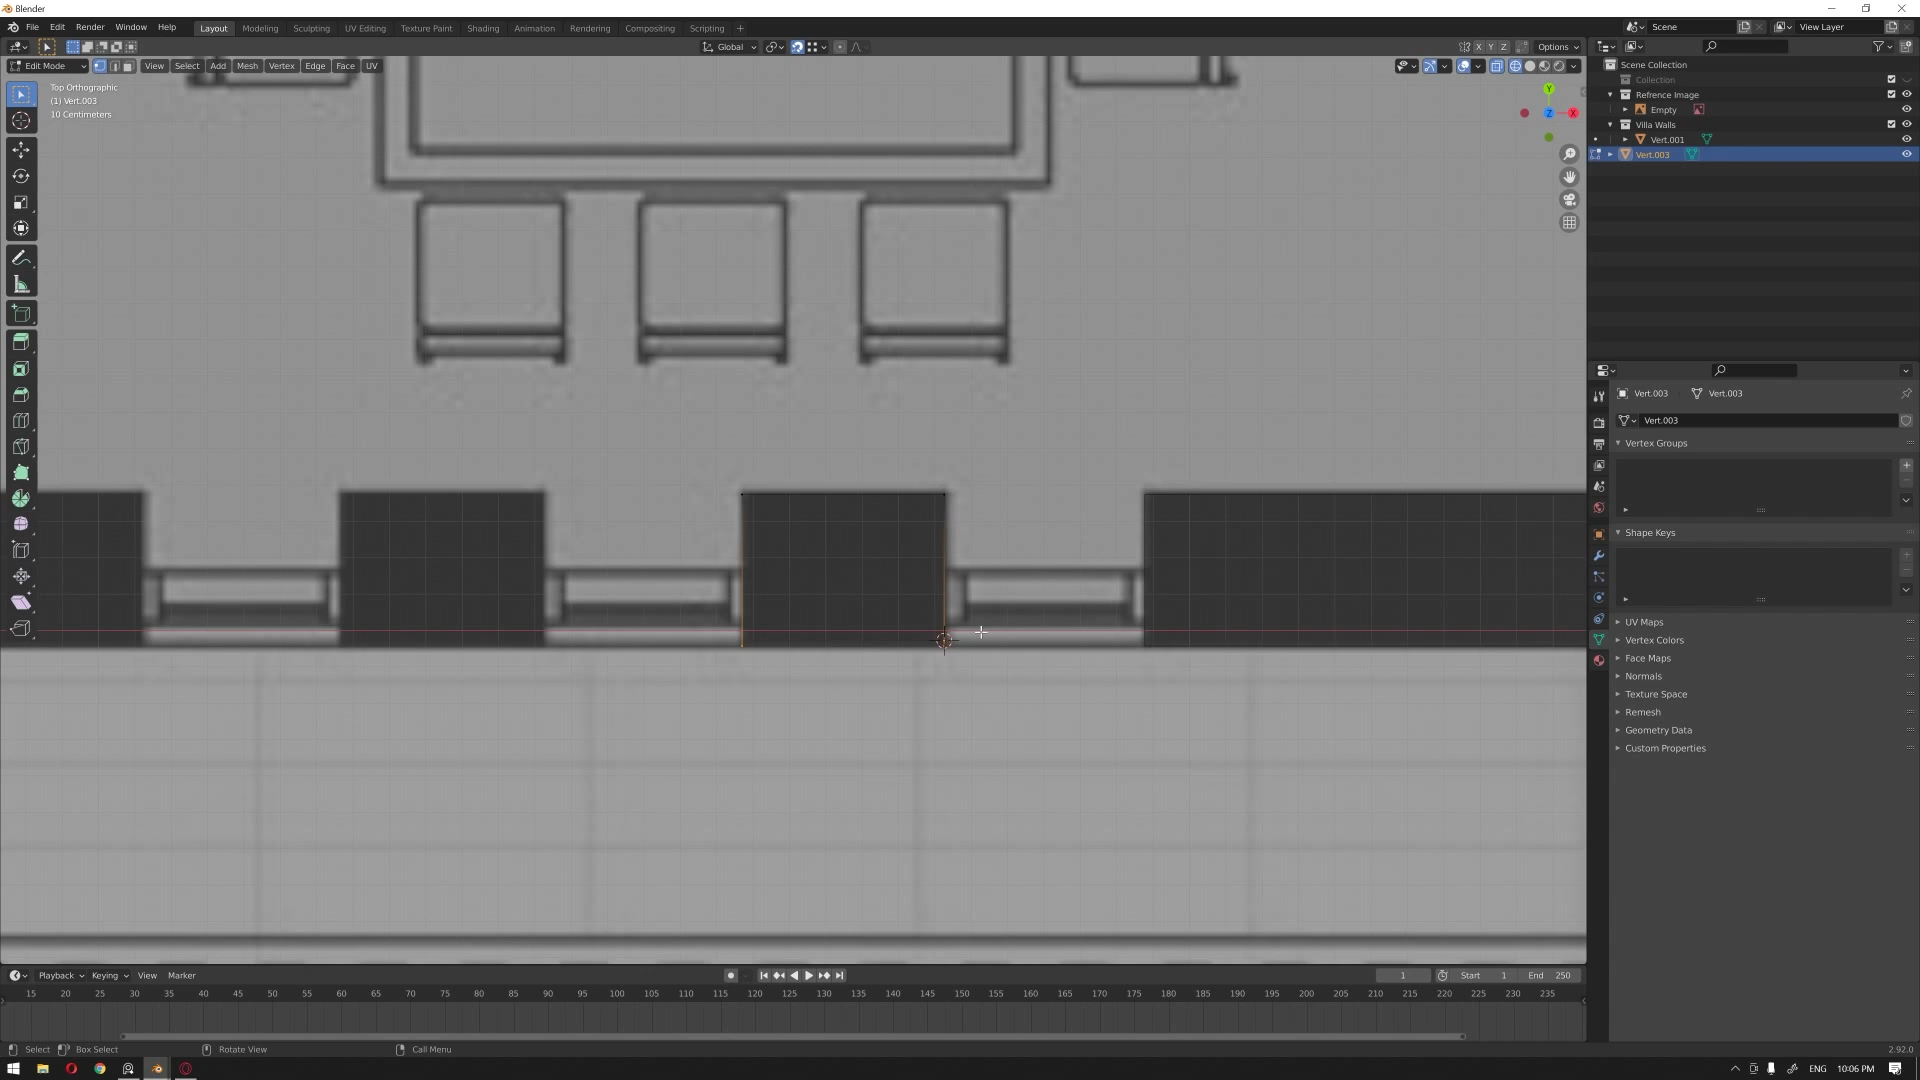 Blender
File Edit Render Window Help
Layout Modeling Sculpting UV Editing Texture Paint Shading Animation Rendering Compositing Scripting +
Scene
View Layer
Global
X Y Z
Options
Edit Mode
View Select Add Mesh Vertex Edge Face UV
Top Orthographic
(1) Vert.003
10 Centimeters
Y
Z
X
Scene Collection
Collection
Refrence Image
Empty
Villa Walls
Vert.001
Vert.003
Vert.003
Vert.003
Vert.003
Vertex Groups
Shape Keys
UV Maps
Vertex Colors
Face Maps
Normals
Texture Space
Remesh
Geometry Data
Custom Properties
Playback Keying View Marker
1
Start 1
End 250
15 20 25 30 35 40 45 50 55 60 65 70 75 80 85 90 95 100 105 110 115 120 125 130 135 140 145 150 155 160 165 170 175 180 185 190 195 200 205 210 215 220 225 230 235
Select Box Select Rotate View Call Menu
2.92.0
ENG 10:06 PM